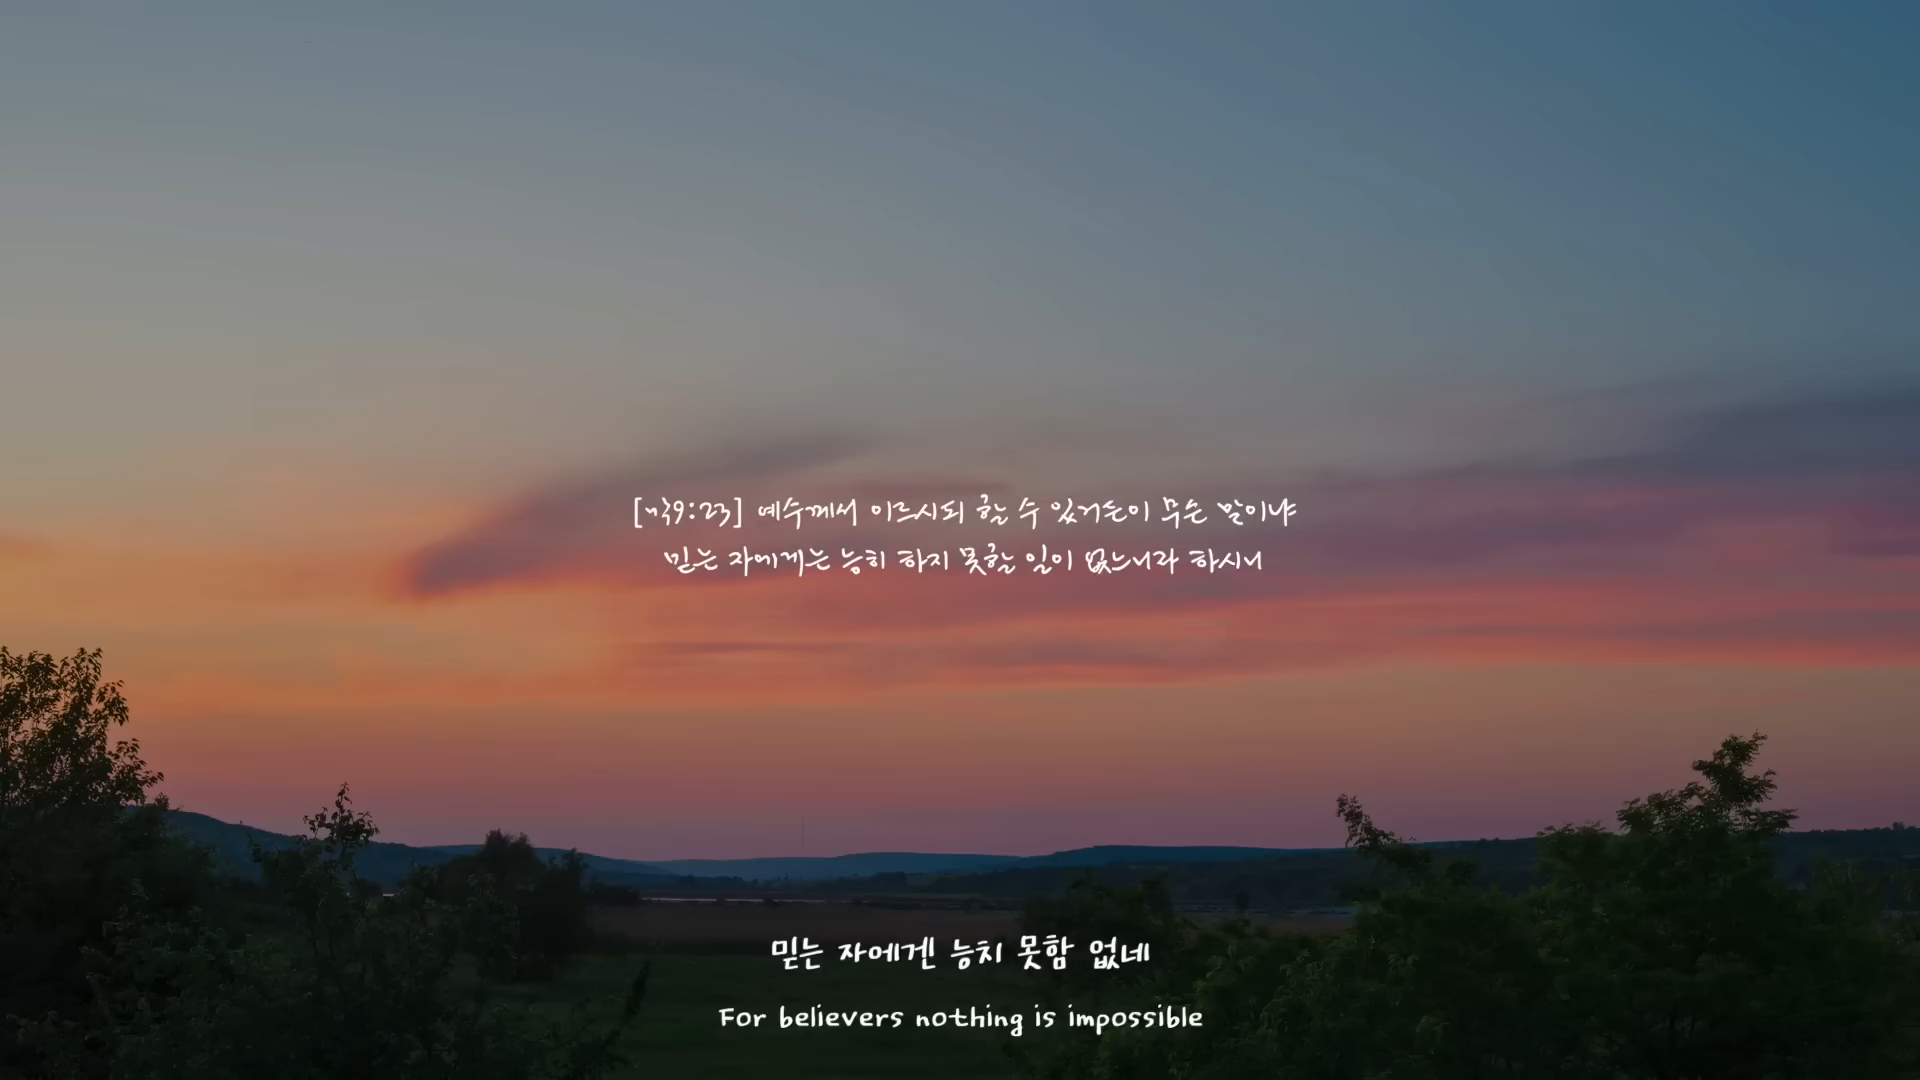 [막9:23] 예수께서 이르시되 할 수 있거든이 무슨 말이냐
믿는 자에게는 능히 하지 못할 일이 없느니라 하시니
믿는 자에겐 능치 못함 없네
For believers nothing is impossible